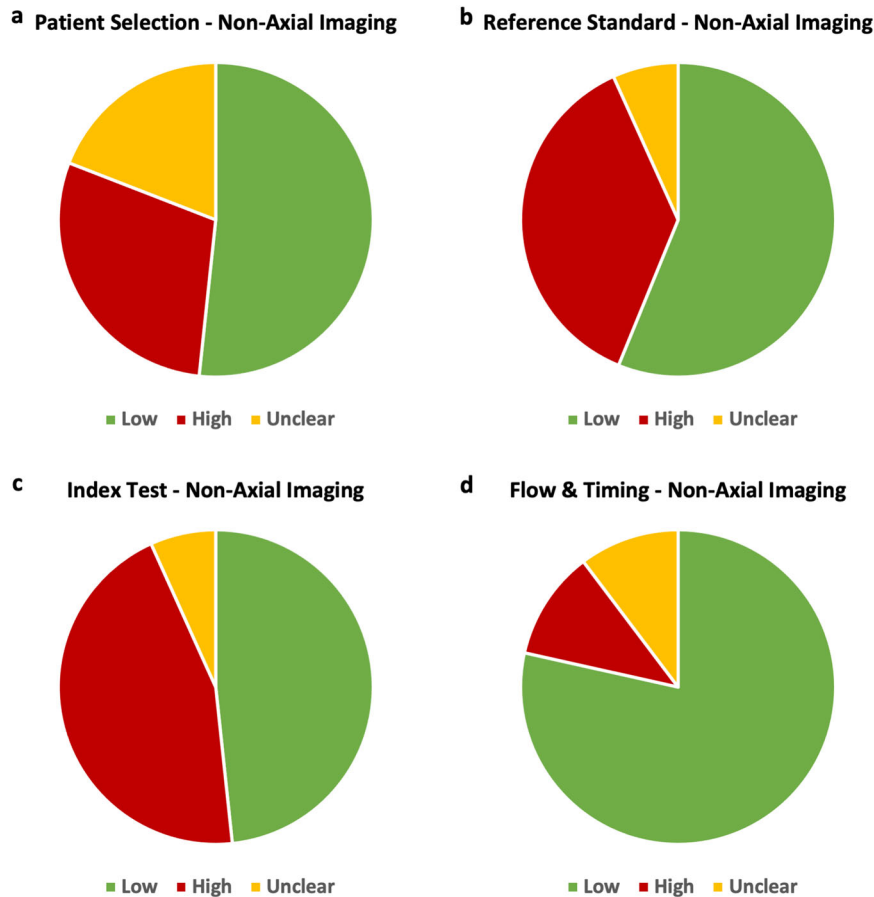 a Patient Selection - Non-Axial Imaging
Low High Unclear
b Reference Standard - Non-Axial Imaging
Low High Unclear
c Index Test - Non-Axial Imaging
Low High Unclear
d Flow & Timing - Non-Axial Imaging
Low High Unclear